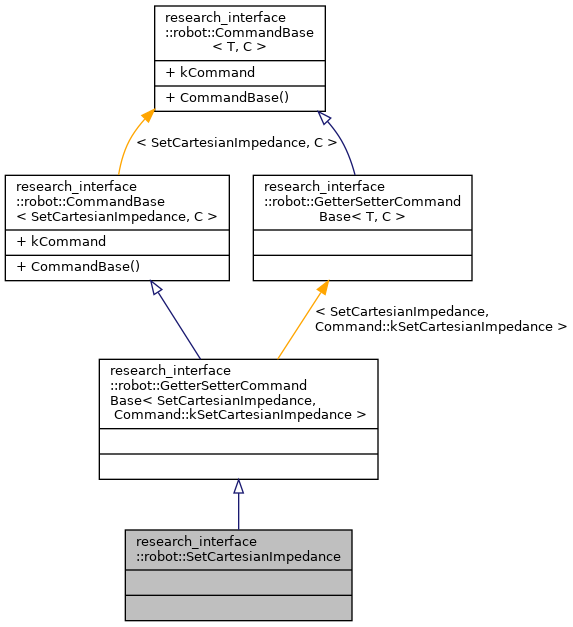 research_interface
::robot::CommandBase
< T, C >
+ kCommand
+ CommandBase()
< SetCartesianImpedance, C >
research_interface
::robot::CommandBase
< SetCartesianImpedance, C >
+ kCommand
+ CommandBase()
research_interface
::robot::GetterSetterCommand
Base< T, C >
< SetCartesianImpedance,
Command::kSetCartesianImpedance >
research_interface
::robot::GetterSetterCommand
Base< SetCartesianImpedance,
Command::kSetCartesianImpedance >
research_interface
::robot::SetCartesianImpedance